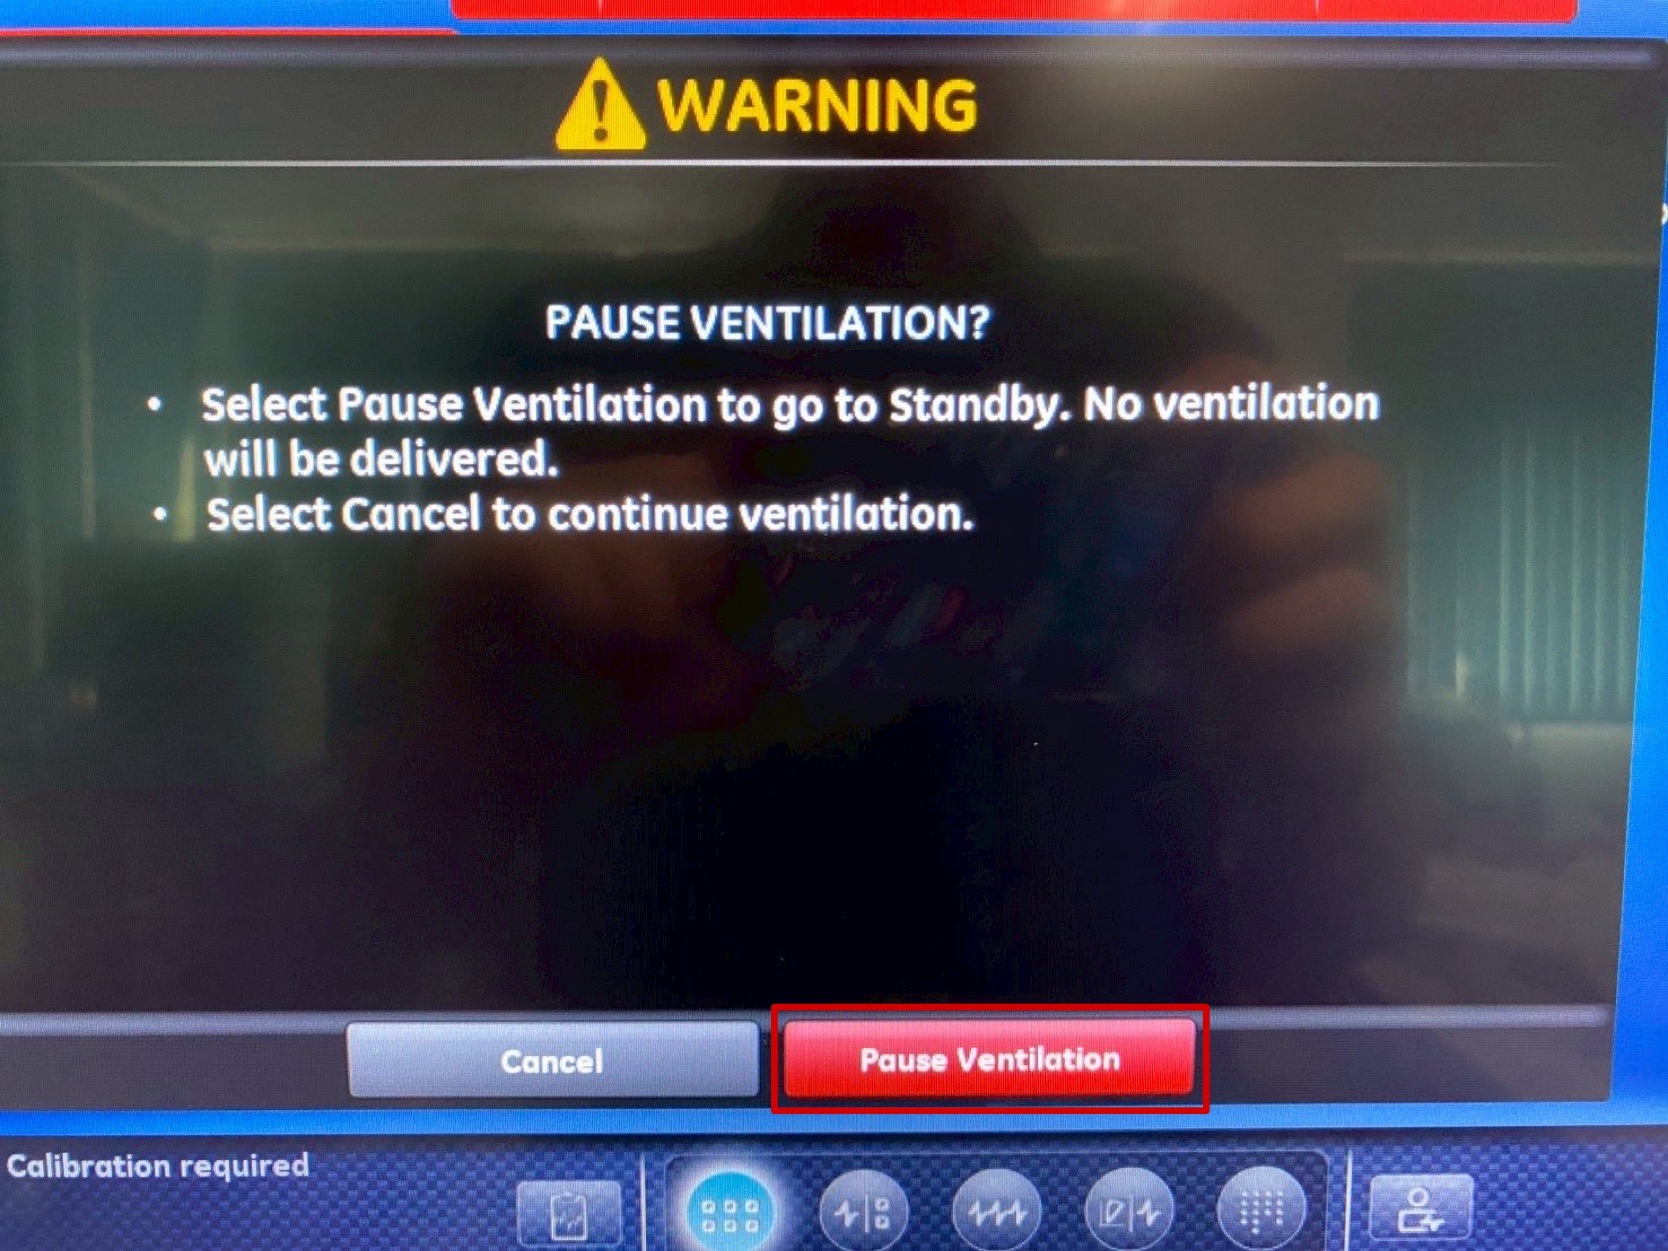 WARNING
PAUSE VENTILATION?
• Select Pause Ventilation to go to Standby. No ventilation
will be delivered.
• Select Cancel to continue ventilation.
Cancel
Pause Ventilation
Calibration required